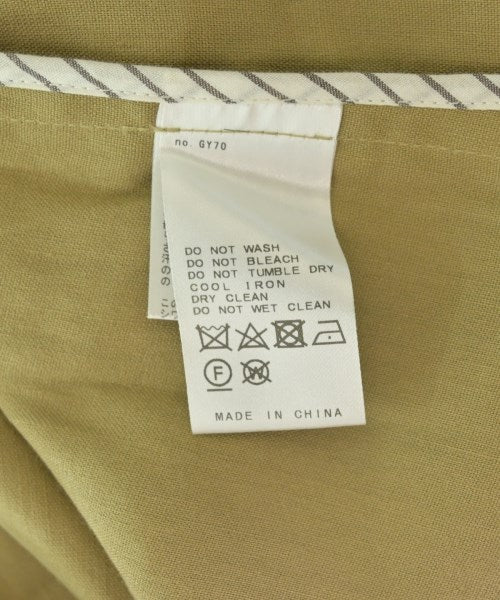 no. GY70
DO NOT WASH
DO NOT BLEACH
DO NOT TUMBLE DRY
COOL IRON
DRY CLEAN
DO NOT WET CLEAN
F
W
MADE IN CHINA